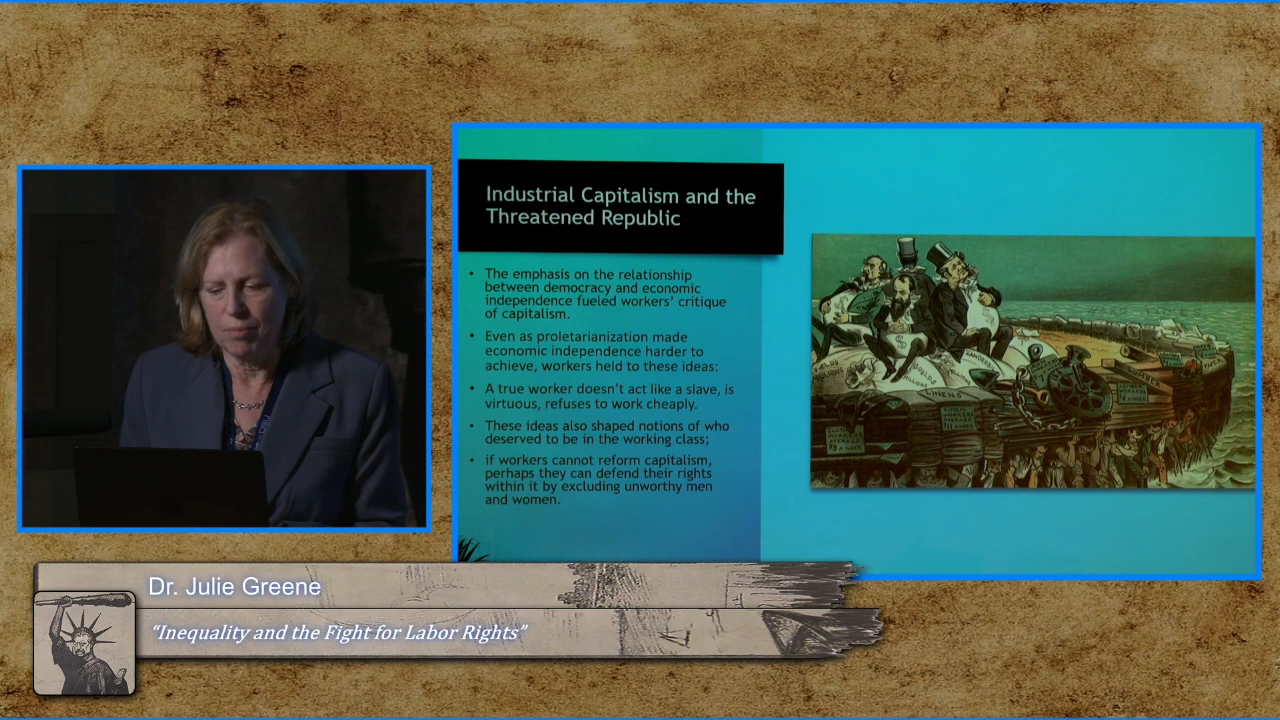 Industrial Capitalism and the
Threatened Republic
• The emphasis on the relationship
between democracy and economic
independence fueled workers' critique
of capitalism.
• Even as proletarianization made
economic independence harder to
achieve, workers held to these ideas:
• A true worker doesn't act like a slave, is
virtuous, refuses to work cheaply.
• These ideas also shaped notions of who
deserved to be in the working class;
• if workers cannot reform capitalism,
perhaps they can defend their rights
within it by excluding unworthy men
and women.
LINENS
Dr. Julie Greene
"Inequality and the Fight for Labor Rights"